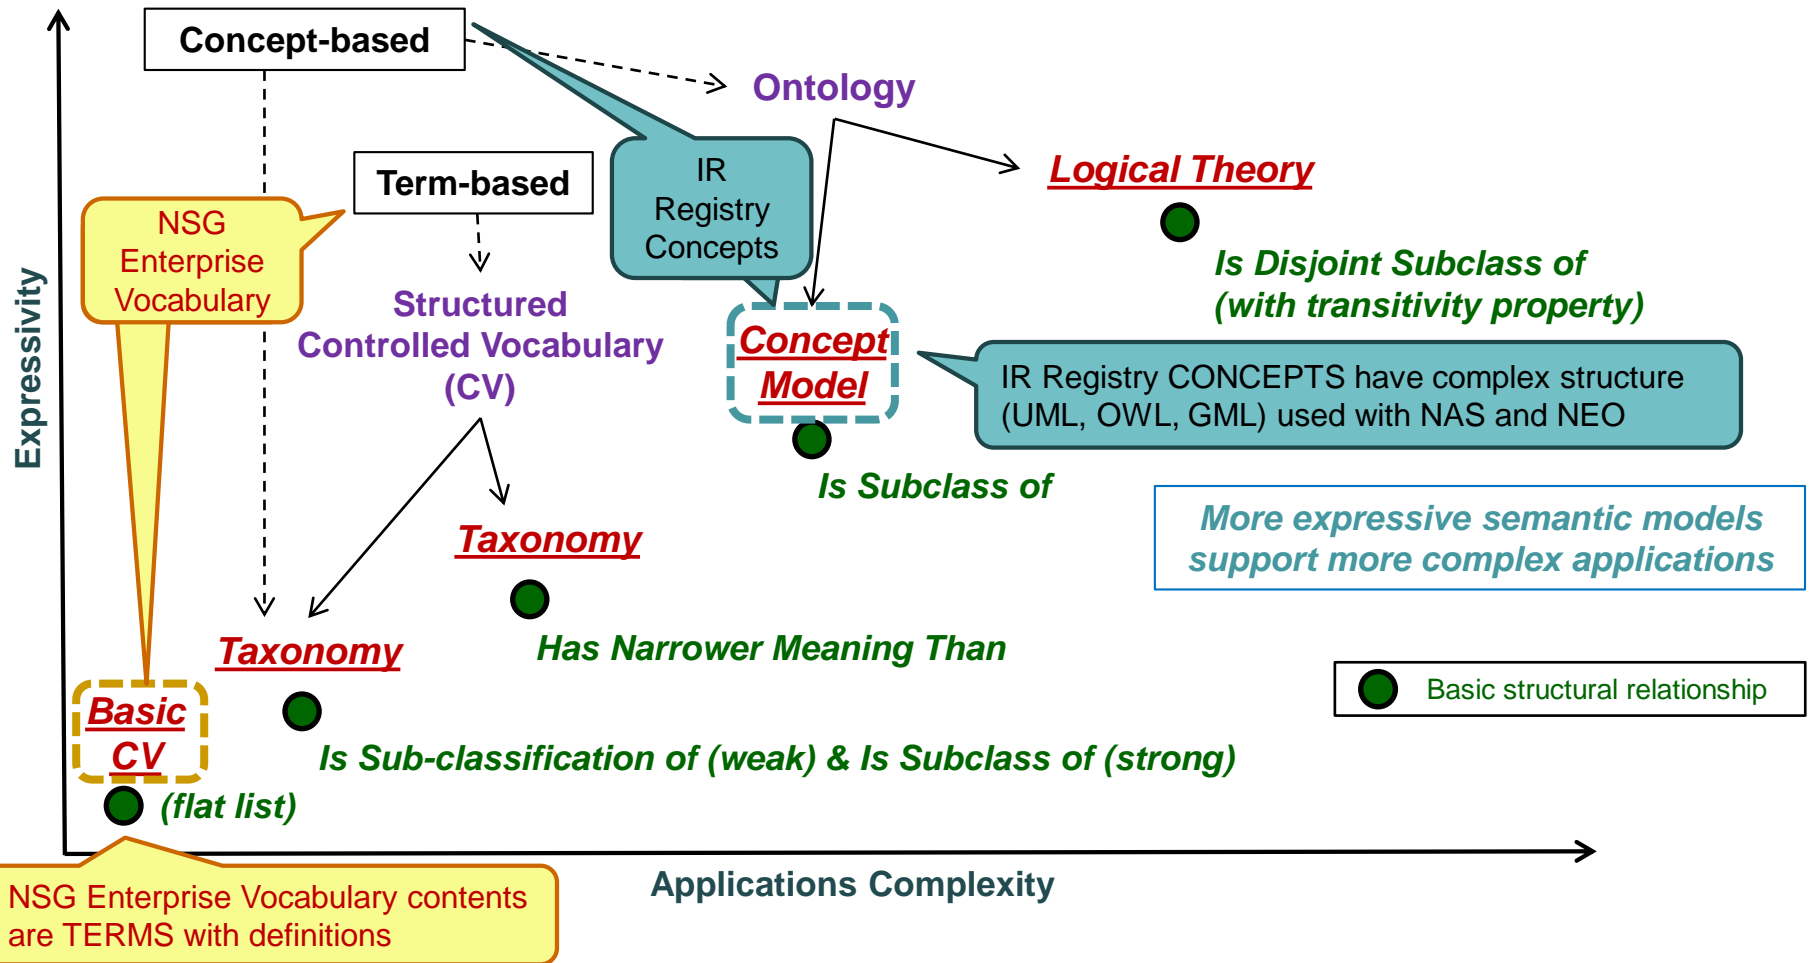 Concept-based
Ontology
Term-based
IR
Registry
Concepts
Logical Theory
NSG
Enterprise
Vocabulary
Is Disjoint Subclass of
(with transitivity property)
Structured
Controlled Vocabulary
(CV)
Concept
Model
IR Registry CONCEPTS have complex structure
(UML, OWL, GML) used with NAS and NEO
Expressivity
Is Subclass of
More expressive semantic models
support more complex applications
Taxonomy
Has Narrower Meaning Than
Taxonomy
Basic structural relationship
Basic
CV
Is Sub-classification of (weak) & Is Subclass of (strong)
(flat list)
Applications Complexity
NSG Enterprise Vocabulary contents
are TERMS with definitions